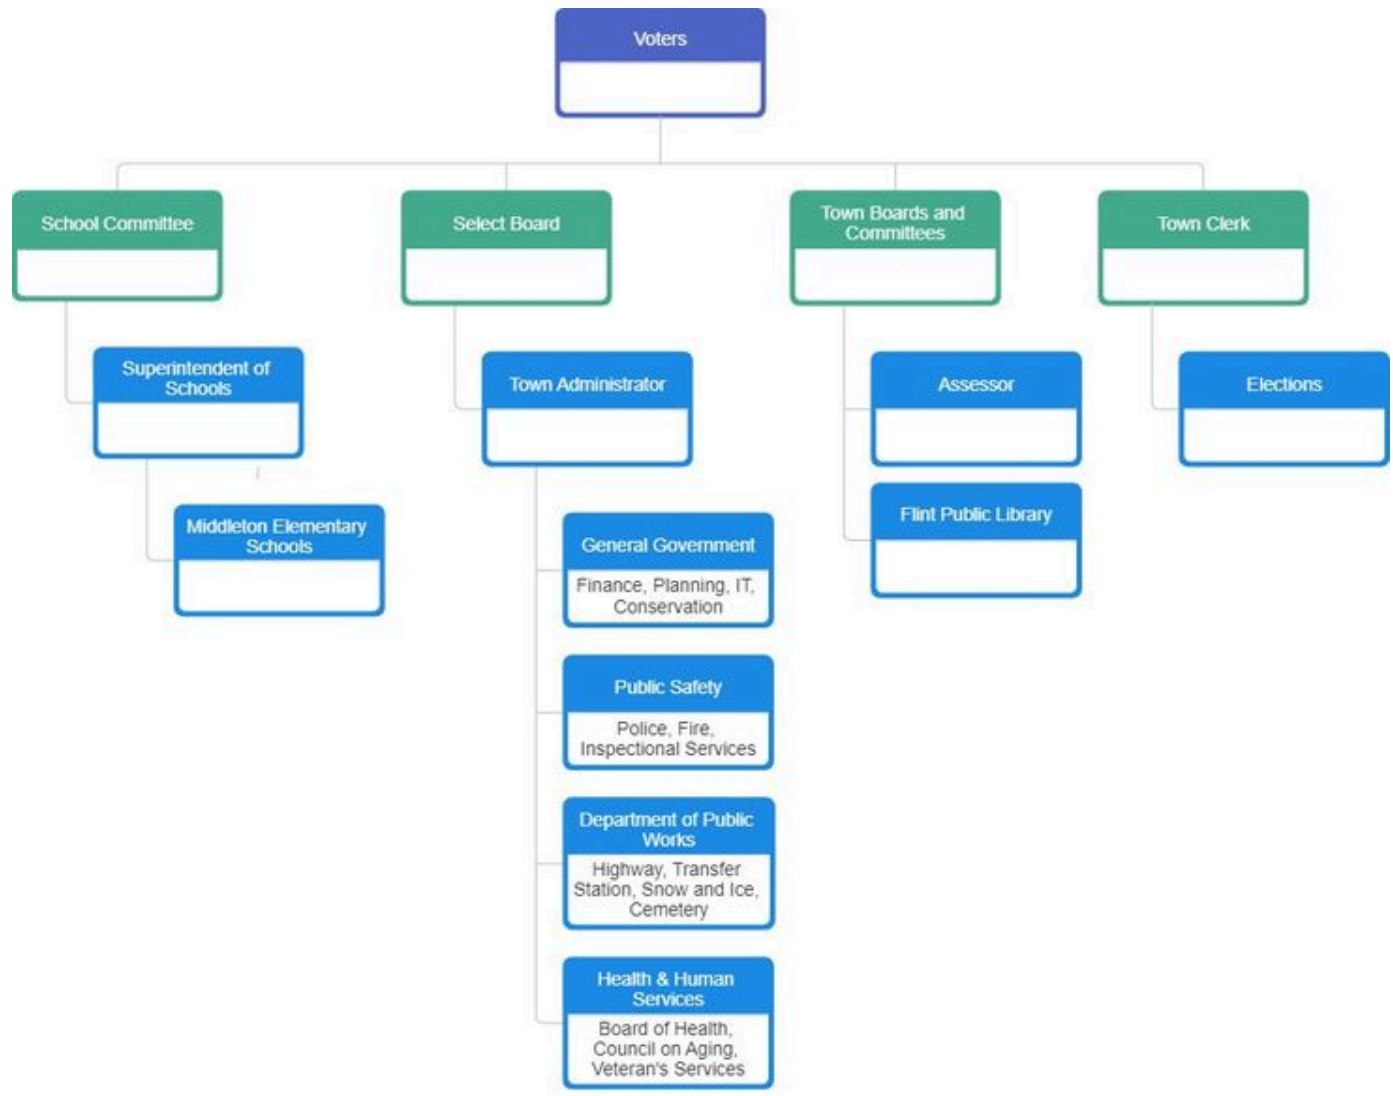 Voters
School Committee
Select Board
Town Boards and
Committees
Town Clerk
Superintendent of
Schools
Town Administrator
Assessor
Elections
Middleton Elementary
Schools
Flint Public Library
General Government
Finance, Planning, IT,
Conservation
Public Safety
Police, Fire,
Inspectional Services
Department of Public
Works
Highway, Transfer
Station, Snow and Ice,
Cemetery
Health & Human
Services
Board of Health,
Council on Aging,
Veteran's Services